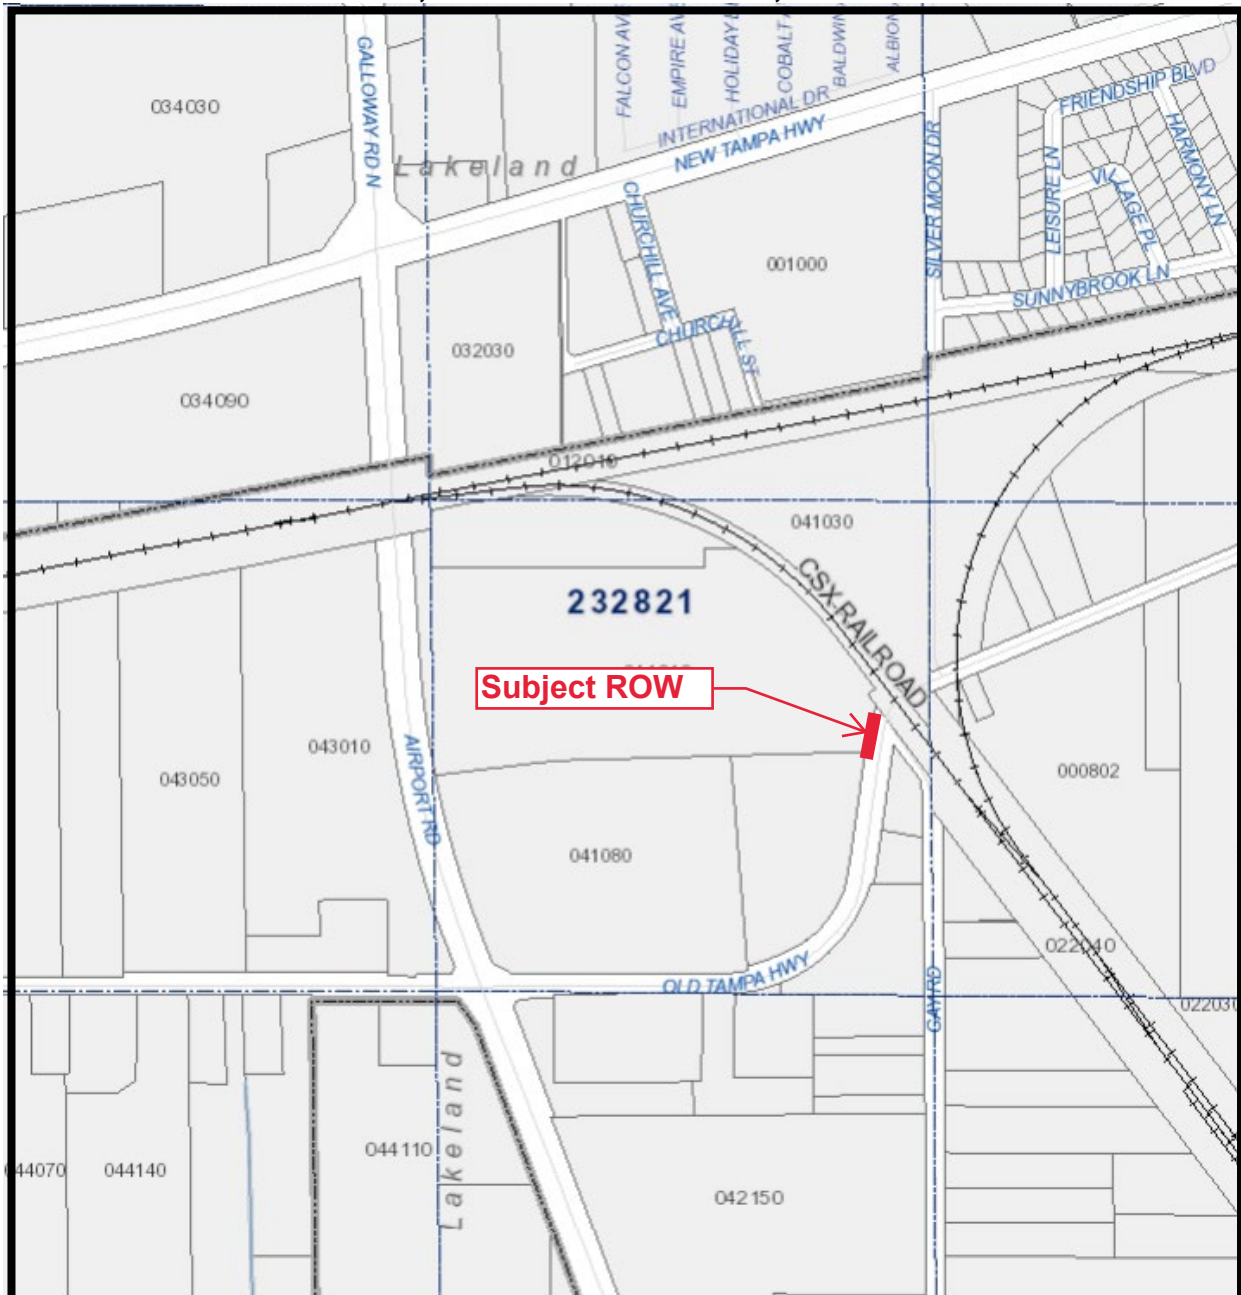 FALCON AV
EMPIRE AV
HOLIDAY
COBALT
BALDWIN
ALBION
GALLOWAY RD N
034030
Lakeland
INTERNATIONAL DR
NEW TAMPA HWY
FRIENDSHIP BLVD
HARMONY LN
LEISURE LN
VILLAGE PL
SILVER MOON DR
CHURCHILL AVE
001000
SUNNYBROOK LN
CHURCHILL ST
032030
034090
012010
041030
CSX-RAILROAD
232821
Subject ROW
043010
043050
AIRPORT RD
000802
041080
022040
OLD TAMPA HWY
GAY RD
022030
Lakeland
044110
044070
044140
042150